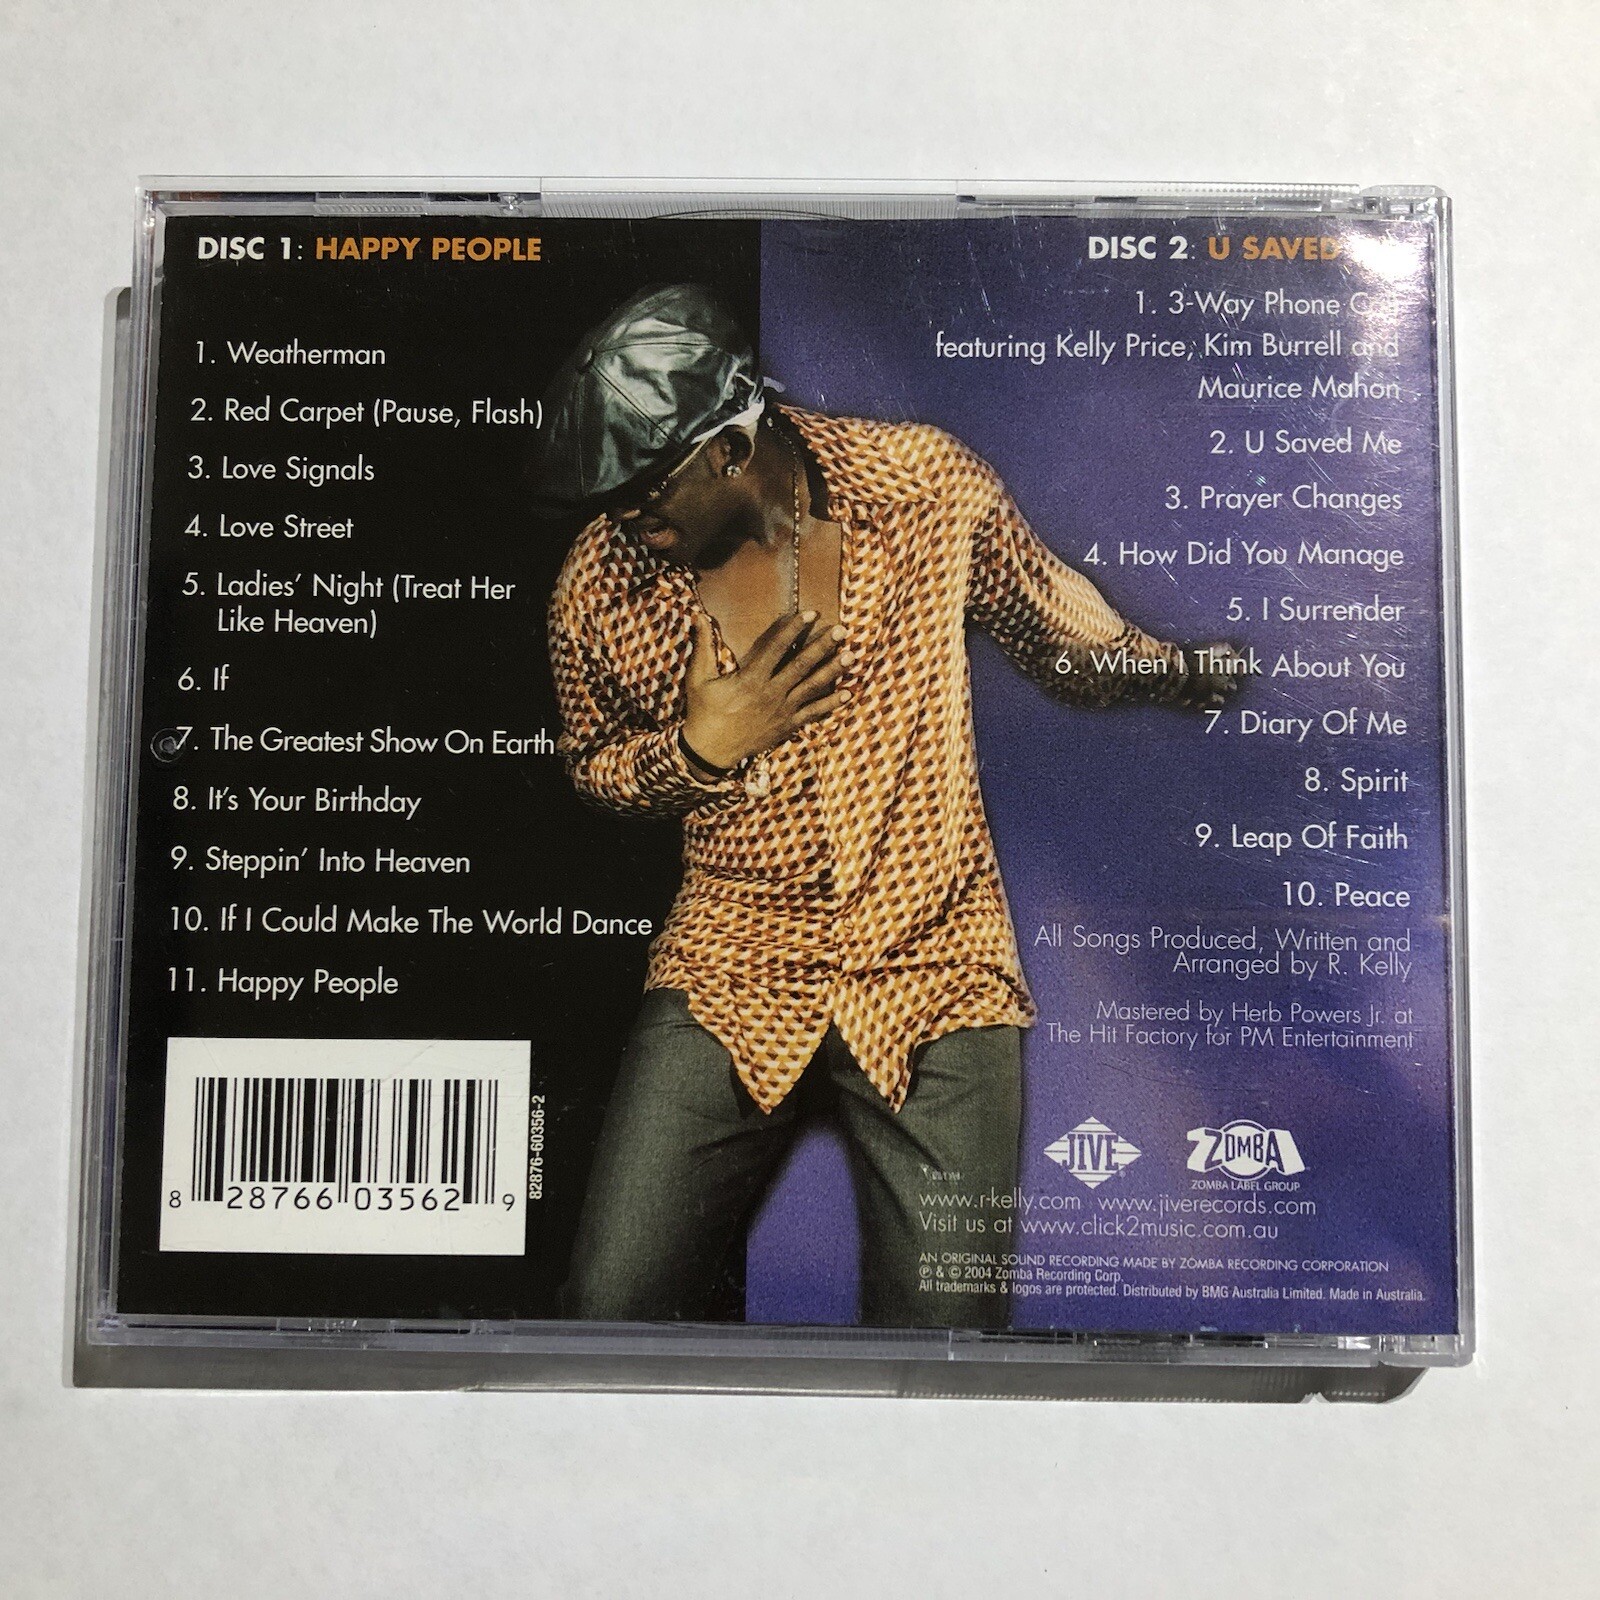 DISC 1: HAPPY PEOPLE
1. Weatherman
2. Red Carpet (Pause, Flash)
3. Love Signals
4. Love Street
5. Ladies' Night (Treat Her
Like Heaven)
6. If
7. The Greatest Show On Earth
8. It's Your Birthday
9. Steppin' Into Heaven
10. If I Could Make The World Dance
11. Happy People
8 28766 03562 9
82876-60356-2
DISC 2: U SAVED
1. 3-Way Phone
featuring Kelly Price, Kim Burrell and
Maurice Mahon
2. U Saved Me
3. Prayer Changes
4. How Did You Manage
5. I Surrender
6. When I Think About You
7. Diary Of Me
8. Spirit
9. Leap Of Faith
10. Peace
All Songs Produced, Written and
Arranged by R. Kelly
Mastered by Herb Powers Jr. at
The Hit Factory for PM Entertainment
JIVE
ZOMBA
ZOMBA LABEL GROUP
www.r-kelly.com www.jiverecords.com
Visit us at www.click2music.com.au
AN ORIGINAL SOUND RECORDING MADE BY ZOMBA RECORDING CORPORATION
℗ & © 2004 Zomba Recording Corp.
All trademarks & logos are protected. Distributed by BMG Australia Limited. Made in Australia.